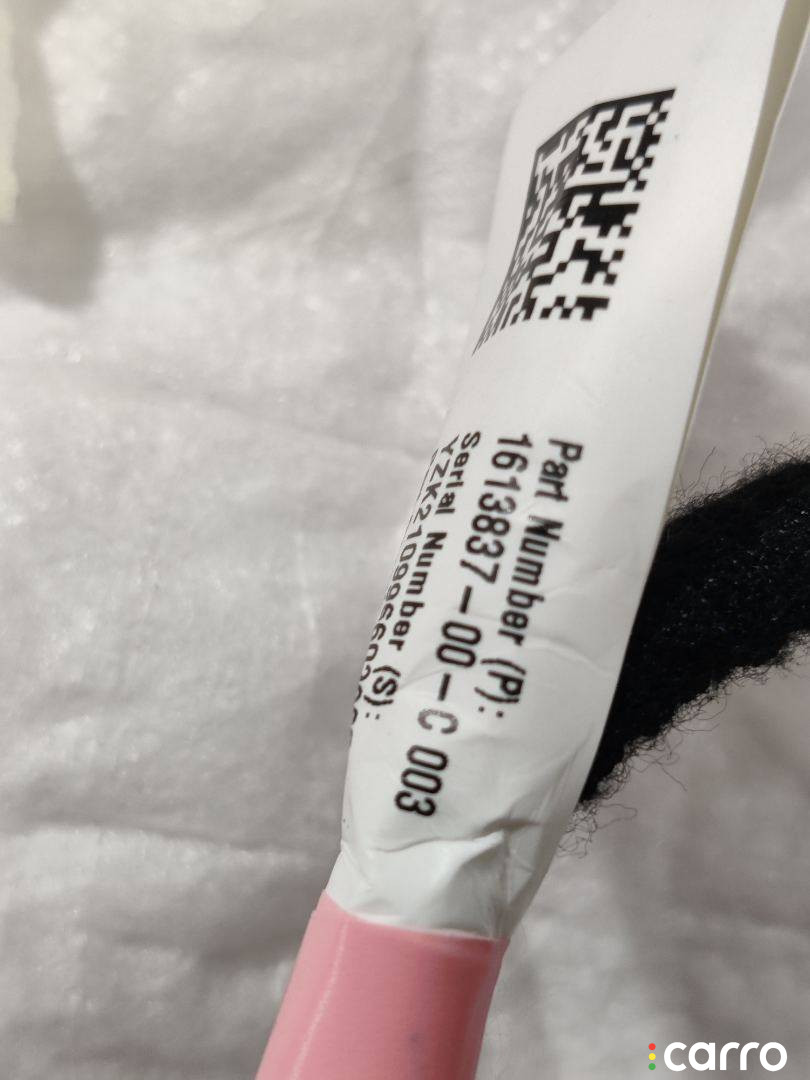 Part Number (P):
1613837-00-C 003
Serial Number (S):
carro